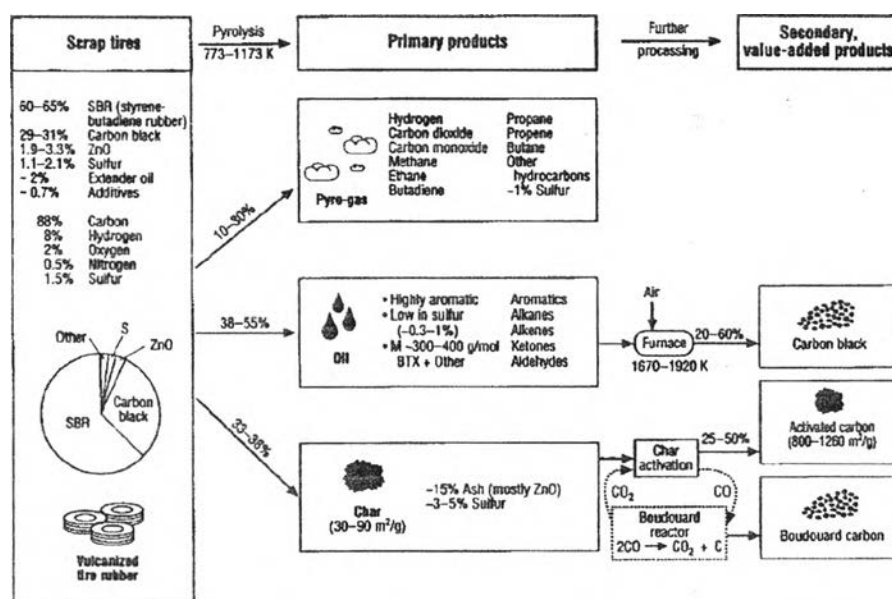 Scrap tires
Pyrolysis
773–1173 K
Primary products
Further
processing
Secondary,
value-added products
60–65% SBR (styrene-
butadiene rubber)
29–31% Carbon black
1.9–3.3% ZnO
1.1–2.1% Sulfur
~ 2% Extender oil
~ 0.7% Additives
88% Carbon
8% Hydrogen
2% Oxygen
0.5% Nitrogen
1.5% Sulfur
Other
S
ZnO
Carbon
black
SBR
Vulcanized
tire rubber
10–30%
Hydrogen Propane
Carbon dioxide Propene
Carbon monoxide Butane
Methane Other
Ethane hydrocarbons
Butadiene ~1% Sulfur
Pyro-gas
38–55%
• Highly aromatic Aromatics
• Low in sulfur Alkanes
(~0.3–1%) Alkenes
• M ~300–400 g/mol Ketones
BTX + Other Aldehydes
Oil
Air
Furnace
1670–1920 K
20–60%
Carbon black
33–38%
Char
(30–90 m²/g)
~15% Ash (mostly ZnO)
~3–5% Sulfur
Char
activation
25–50%
Activated carbon
(800–1260 m²/g)
CO₂
CO
Boudouard
reactor
2CO → CO₂ + C
Boudouard carbon